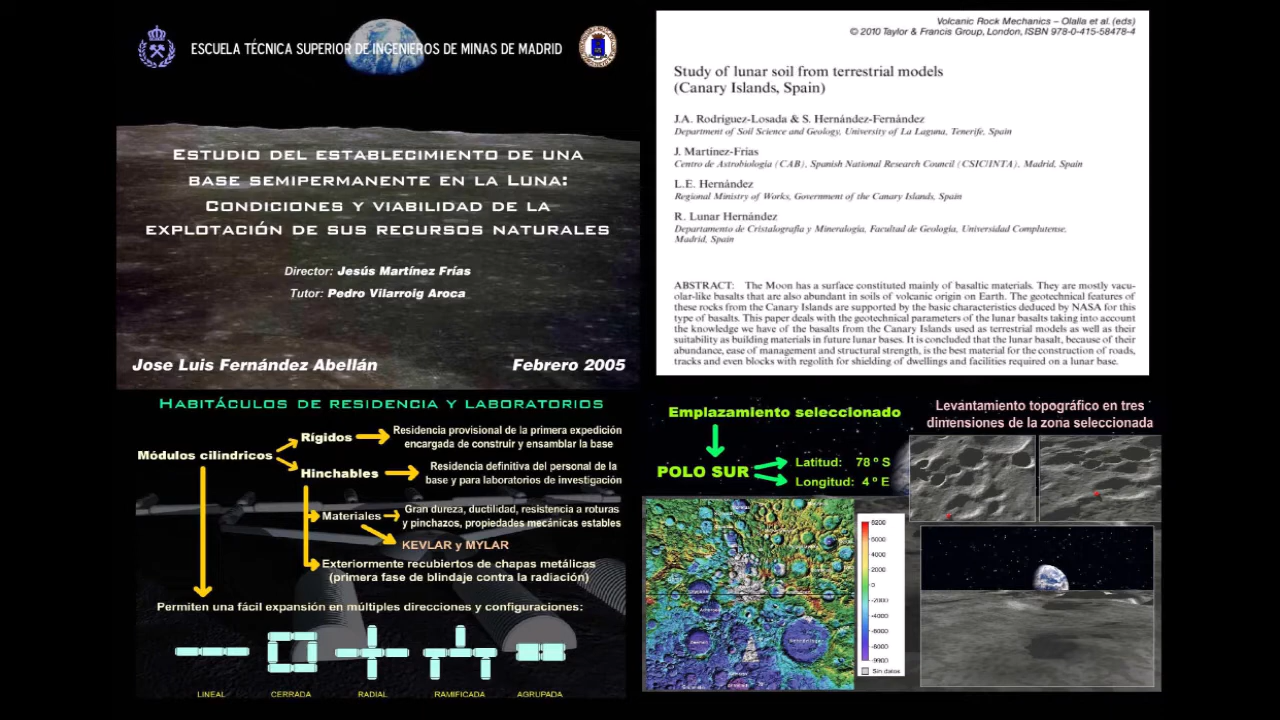 ESCUELA TÉCNICA SUPERIOR DE INGENIEROS DE MINAS DE MADRID
ESTUDIO DEL ESTABLECIMIENTO DE UNA
BASE SEMIPERMANENTE EN LA LUNA:
CONDICIONES Y VIABILIDAD DE LA
EXPLOTACIÓN DE SUS RECURSOS NATURALES
Director: Jesús Martínez Frías
Tutor: Pedro Vilarroig Aroca
Jose Luis Fernández Abellán
Febrero 2005
Volcanic Rock Mechanics – Olalla et al. (eds)
© 2010 Taylor & Francis Group, London, ISBN 978-0-415-58478-4
Study of lunar soil from terrestrial models
(Canary Islands, Spain)
J.A. Rodríguez-Losada & S. Hernández-Fernández
Department of Soil Science and Geology, University of La Laguna, Tenerife, Spain
J. Martínez-Frías
Centro de Astrobiología (CAB), Spanish National Research Council (CSIC/INTA), Madrid, Spain
L.E. Hernández
Regional Ministry of Works, Government of the Canary Islands, Spain
R. Lunar Hernández
Departamento de Cristalografía y Mineralogía, Facultad de Geología, Universidad Complutense,
Madrid, Spain
ABSTRACT: The Moon has a surface constituted mainly of basaltic materials. They are mostly vacu-
olar-like basalts that are also abundant in soils of volcanic origin on Earth. The geotechnical features of
these rocks from the Canary Islands are supported by the basic characteristics deduced by NASA for this
type of basalts. This paper deals with the geotechnical parameters of the lunar basalts taking into account
the knowledge we have of the basalts from the Canary Islands used as terrestrial models as well as their
suitability as building materials in future lunar bases. It is concluded that the lunar basalt, because of their
abundance, ease of management and structural strength, is the best material for the construction of roads,
tracks and even blocks with regolith for shielding of dwellings and facilities required on a lunar base.
HABITÁCULOS DE RESIDENCIA Y LABORATORIOS
Módulos cilíndricos
Rígidos
Residencia provisional de la primera expedición
encargada de construir y ensamblar la base
Hinchables
Residencia definitiva del personal de la
base y para laboratorios de investigación
Materiales
Gran dureza, ductilidad, resistencia a roturas
y pinchazos, propiedades mecánicas estables
KEVLAR y MYLAR
Exteriormente recubiertos de chapas metálicas
(primera fase de blindaje contra la radiación)
Permiten una fácil expansión en múltiples direcciones y configuraciones:
LINEAL
CERRADA
RADIAL
RAMIFICADA
AGRUPADA
Emplazamiento seleccionado
POLO SUR
Latitud: 78 º S
Longitud: 4 º E
Levantamiento topográfico en tres
dimensiones de la zona seleccionada
6000
4000
2000
0
-2000
-4000
-6000
-8000
Sin datos